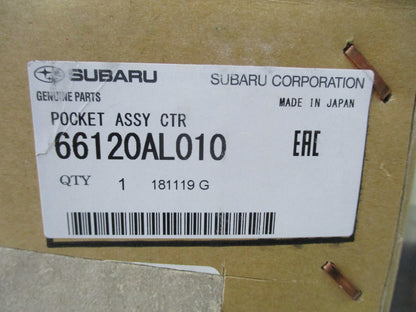 SUBARU SUBARU CORPORATION
GENUINE PARTS MADE IN JAPAN
POCKET ASSY CTR
66120AL010 EAC
QTY 1 181119 G